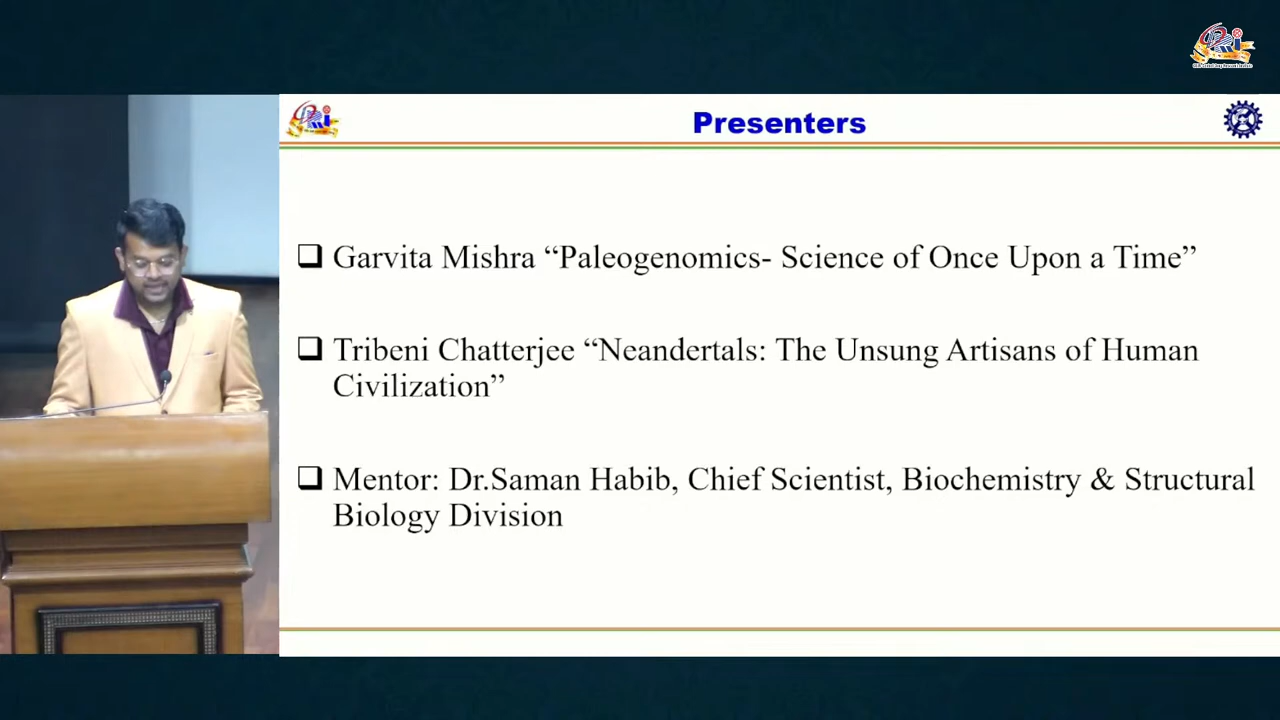 Presenters
Garvita Mishra “Paleogenomics- Science of Once Upon a Time”
Tribeni Chatterjee “Neandertals: The Unsung Artisans of Human
Civilization”
Mentor: Dr.Saman Habib, Chief Scientist, Biochemistry & Structural
Biology Division